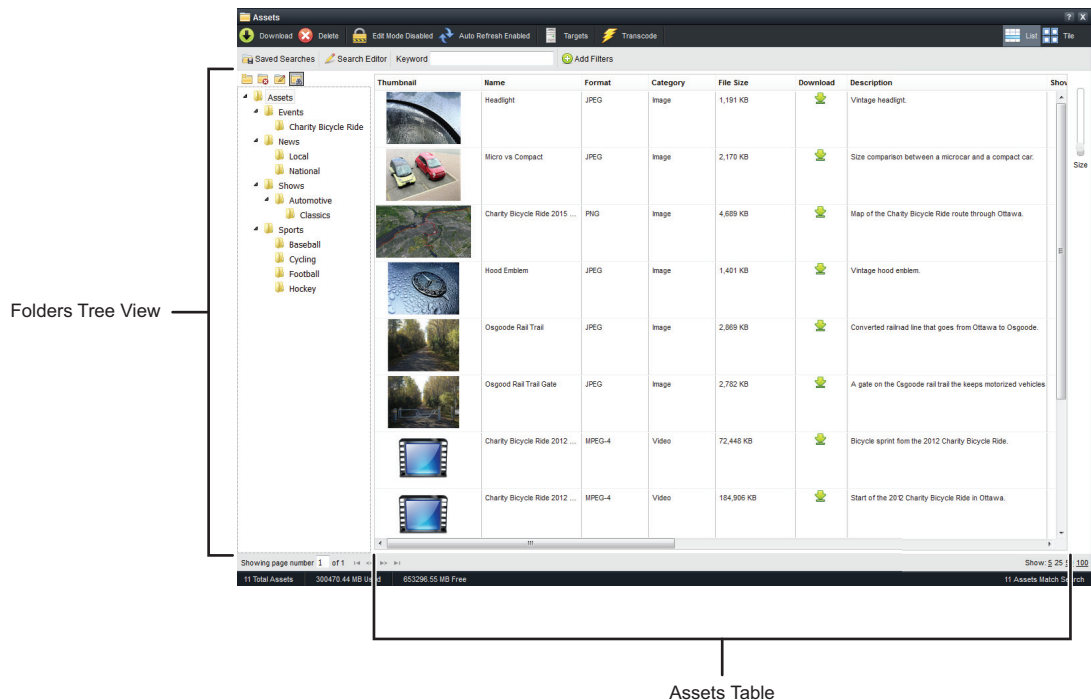 Assets
? X
Download Delete Edit Mode Disabled Auto Refresh Enabled Targets Transcode List Tile
Saved Searches Search Editor Keyword Add Filters
Assets
Events
Charity Bicycle Ride
News
Local
National
Shows
Automotive
Classics
Sports
Baseball
Cycling
Football
Hockey
Folders Tree View
Thumbnail Name Format Category File Size Download Description Show
Headlight JPEG Image 1,191 KB Vintage headlight.
Micro vs Compact JPEG Image 2,170 KB Size comparison between a microcar and a compact car.
Charity Bicycle Ride 2015 ... PNG Image 4,689 KB Map of the Chatty Bicycle Ride route through Ottawa.
Hood Emblem JPEG Image 1,401 KB Vintage hood emblem.
Osgoode Rail Trail JPEG Image 2,869 KB Converted railroad line that goes from Ottawa to Osgoode.
Osgood Rail Trail Gate JPEG Image 2,782 KB A gate on the Osgoode rail trail the keeps motorized vehicles
Charity Bicycle Ride 2012 ... MPEG-4 Video 72,448 KB Bicycle sprint from the 2012 Charity Bicycle Ride.
Charity Bicycle Ride 2012 ... MPEG-4 Video 184,906 KB Start of the 2012 Charity Bicycle Ride in Ottawa.
Size
Showing page number 1 of 1 Show: 5 25 100
11 Total Assets 300470.44 MB Used 653296.55 MB Free 11 Assets Match Search
Assets Table